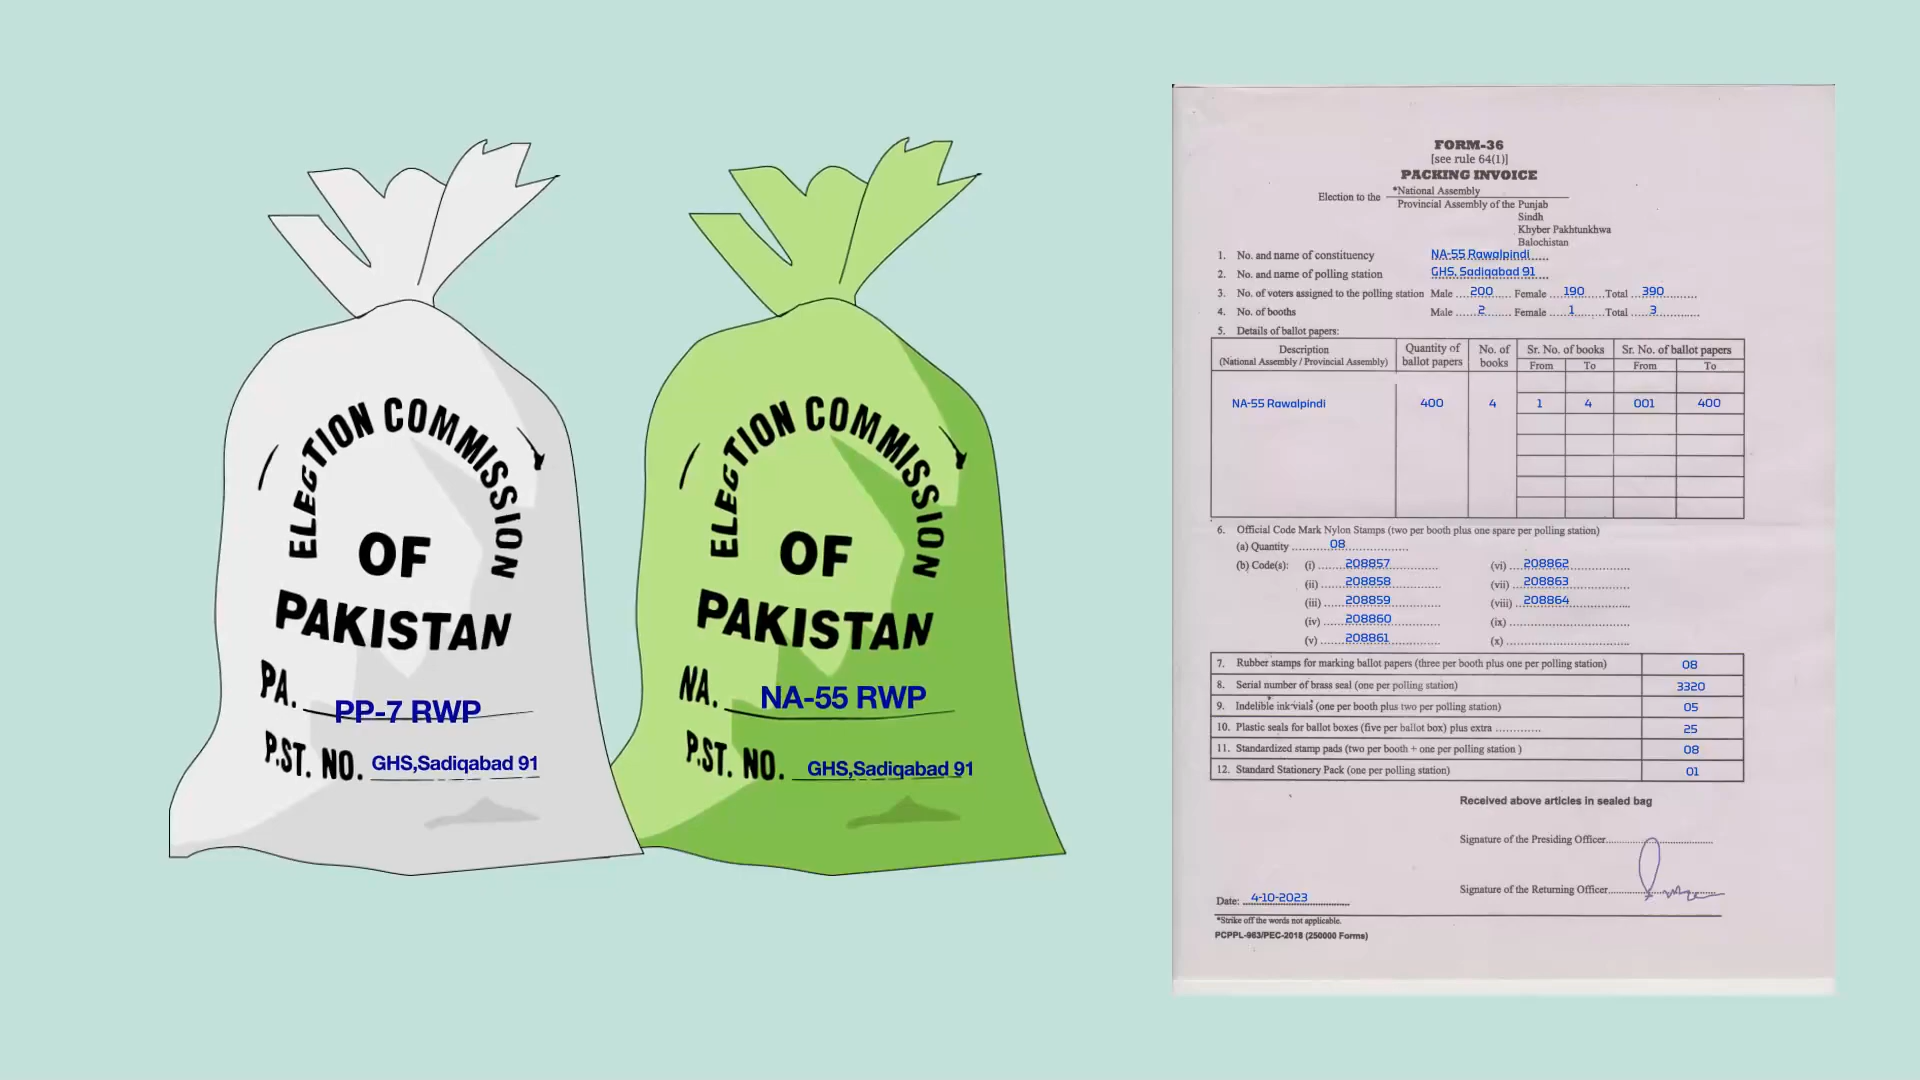 ELECTION COMMISSION
OF
PAKISTAN
PA. PP-7 RWP
P.ST. NO. GHS,Sadiqabad 91
ELECTION COMMISSION
OF
PAKISTAN
NA. NA-55 RWP
P.ST. NO. GHS,Sadiqabad 91
FORM-36
[see rule 64(1)]
PACKING INVOICE
Election to the *National Assembly
Provincial Assembly of the Punjab
Sindh
Khyber Pakhtunkhwa
Balochistan
1. No. and name of constituency NA-55 Rawalpindi
2. No. and name of polling station GHS, Sadiqabad 91
3. No. of voters assigned to the polling station Male 200 Female 190 Total 390
4. No. of booths Male 2 Female 1 Total 3
5. Details of ballot papers:
Description Quantity of No. of Sr. No. of books Sr. No. of ballot papers
(National Assembly / Provincial Assembly) ballot papers books From To From To
NA-55 Rawalpindi 400 4 1 4 001 400
6. Official Code Mark Nylon Stamps (two per booth plus one spare per polling station)
(a) Quantity 08
(b) Code(s): (i) 208857 (vi) 208862
(ii) 208858 (vii) 208863
(iii) 208859 (viii) 208864
(iv) 208860 (ix)
(v) 208861 (x)
7. Rubber stamps for marking ballot papers (three per booth plus one per polling station) 08
8. Serial number of brass seal (one per polling station) 3320
9. Indelible ink vials (one per booth plus two per polling station) 05
10. Plastic seals for ballot boxes (five per ballot box) plus extra ............. 25
11. Standardized stamp pads (two per booth + one per polling station ) 08
12. Standard Stationery Pack (one per polling station) 01
Received above articles in sealed bag
Signature of the Presiding Officer
Signature of the Returning Officer
Date: 4-10-2023
*Strike off the words not applicable.
PCPPL-963/PEC-2018 (250000 Forms)